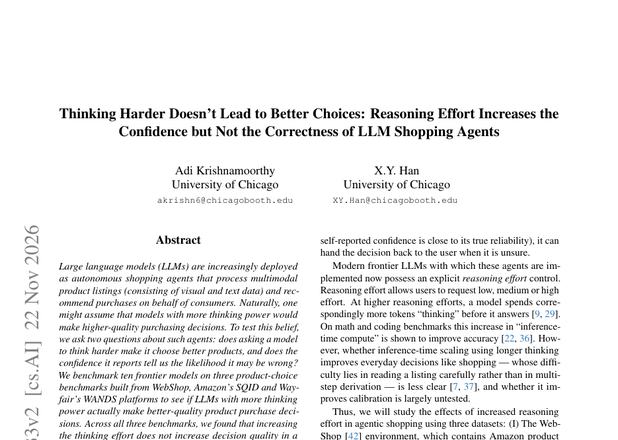 Thinking Harder Doesn't Lead to Better Choices: Reasoning Effort Increases the
Confidence but Not the Correctness of LLM Shopping Agents
Adi Krishnamoorthy
University of Chicago
akrishn6@chicagobooth.edu
X.Y. Han
University of Chicago
XY.Han@chicagobooth.edu
3v2 [cs.AI] 22 Nov 2026
Abstract
Large language models (LLMs) are increasingly deployed
as autonomous shopping agents that process multimodal
product listings (consisting of visual and text data) and rec-
ommend purchases on behalf of consumers. Naturally, one
might assume that models with more thinking power would
make higher-quality purchasing decisions. To test this belief,
we ask two questions about such agents: does asking a model
to think harder make it choose better products, and does the
confidence it reports tell us the likelihood it may be wrong?
We benchmark ten frontier models on three product-choice
benchmarks built from WebShop, Amazon's SQID and Way-
fair's WANDS platforms to see if LLMs with more thinking
power actually make better-quality product purchase deci-
sions. Across all three benchmarks, we found that increasing
the thinking effort does not increase decision quality in a
self-reported confidence is close to its true reliability), it can
hand the decision back to the user when it is unsure.
Modern frontier LLMs with which these agents are im-
plemented now possess an explicit reasoning effort control.
Reasoning effort allows users to request low, medium or high
effort. At higher reasoning efforts, a model spends corre-
spondingly more tokens "thinking" before it answers [9, 29].
On math and coding benchmarks this increase in "inference-
time compute" is shown to improve accuracy [22, 36]. How-
ever, whether inference-time scaling using longer thinking
improves everyday decisions like shopping — whose diffi-
culty lies in reading a listing carefully rather than in multi-
step derivation — is less clear [7, 37], and whether it im-
proves calibration is largely untested.
Thus, we will study the effects of increased reasoning
effort in agentic shopping using three datasets: (I) The Web-
Shop [42] environment, which contains Amazon product